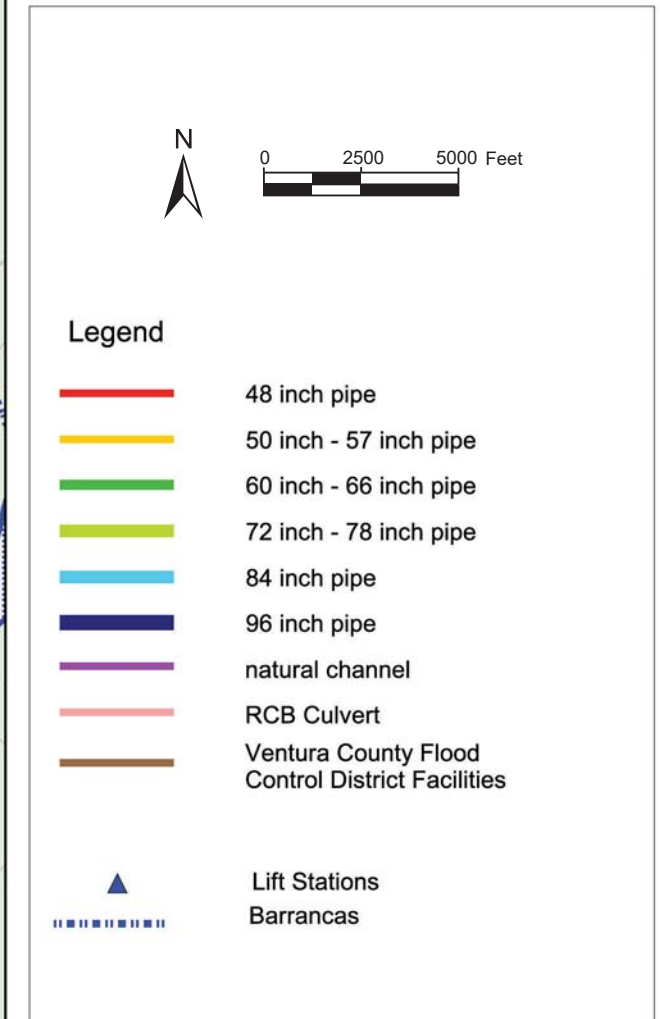 N
0 2500 5000 Feet
Legend
48 inch pipe
50 inch - 57 inch pipe
60 inch - 66 inch pipe
72 inch - 78 inch pipe
84 inch pipe
96 inch pipe
natural channel
RCB Culvert
Ventura County Flood
Control District Facilities
Lift Stations
Barrancas